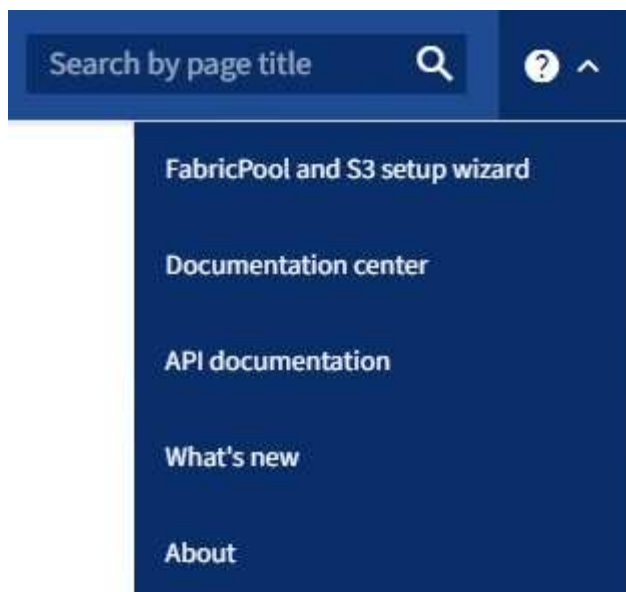 Search by page title
FabricPool and S3 setup wizard
Documentation center
API documentation
What's new
About